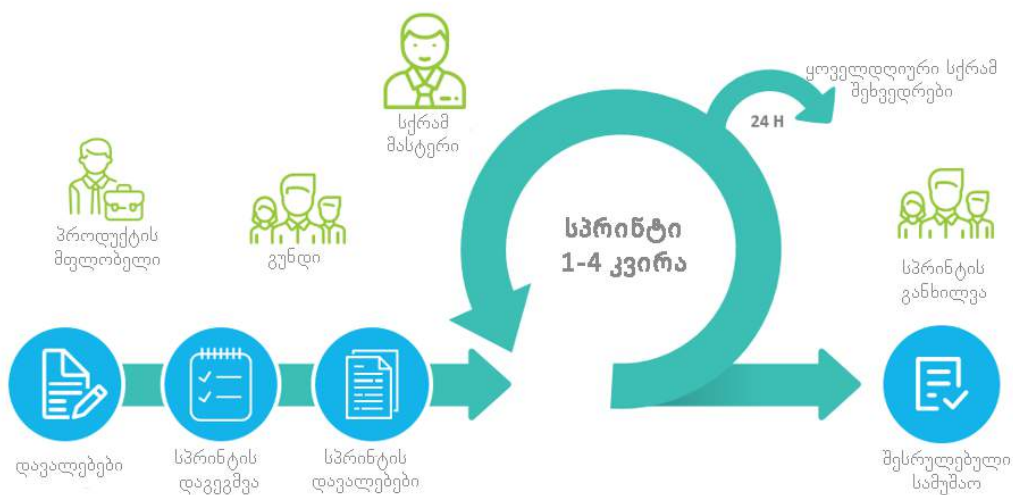 ყოველდღიური სქრამ
შეხვედრები
24 H
სქრამ
მასტერი
პროდუქტის
მფლობელი
გუნდი
სპრინტი
1-4 კვირა
სპრინტის
განხილვა
დავალებები
სპრინტის
დაგეგმვა
სპრინტის
დავალებები
შესრულებული
სამუშაო